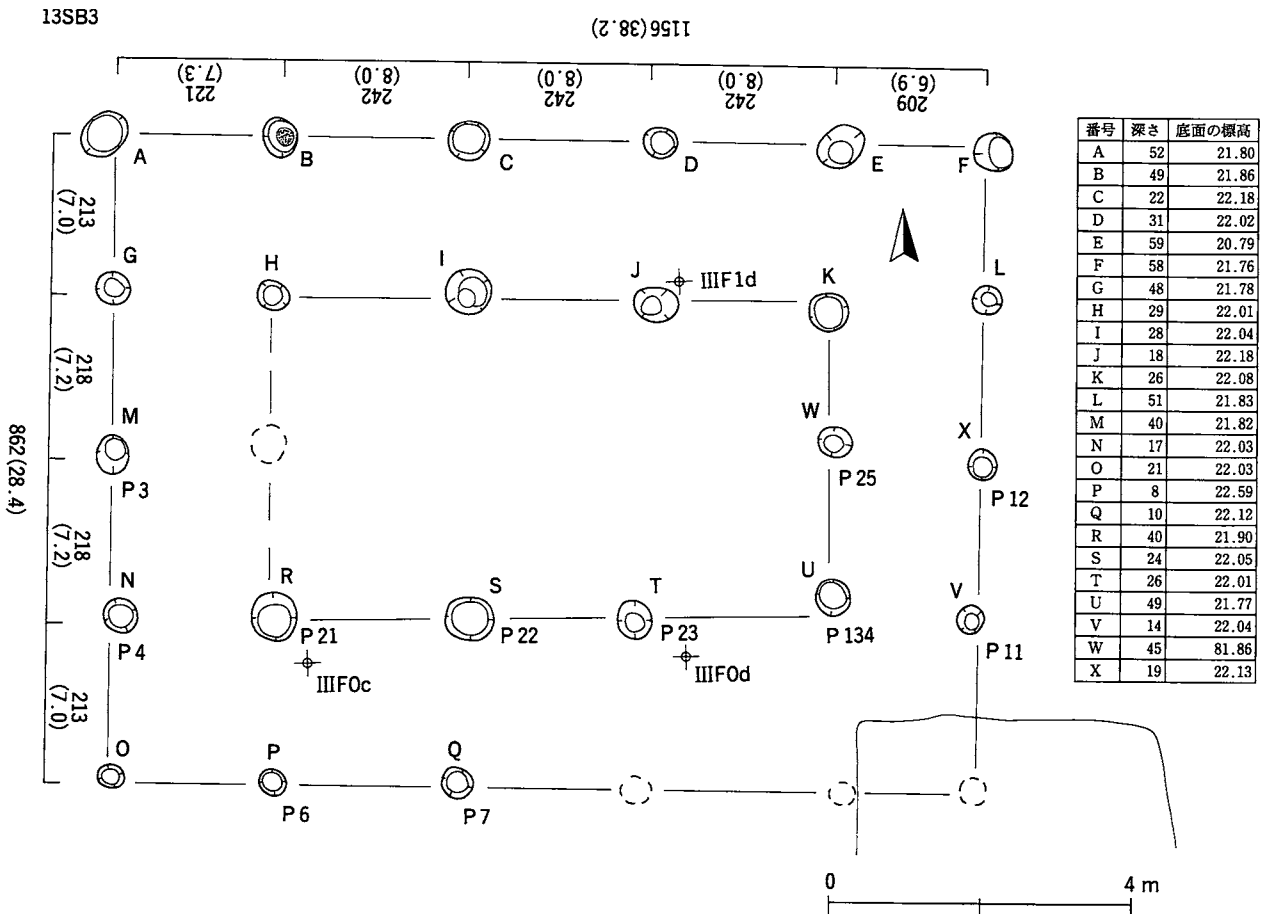 13SB3
1156(38.2)
221
(7.3)
242
(8.0)
242
(8.0)
242
(8.0)
209
(6.9)
A
B
C
D
E
F
213
(7.0)
G
H
I
J
IIIF1d
K
L
218
(7.2)
862(28.4)
M
P3
W
P25
X
P12
218
(7.2)
N
P4
R
P21
S
P22
T
P23
U
P134
V
P11
IIIF0c
IIIF0d
213
(7.0)
O
P
P6
Q
P7
0 4 m
番号 深さ 底面の標高
A 52 21.80
B 49 21.86
C 22 22.18
D 31 22.02
E 59 20.79
F 58 21.76
G 48 21.78
H 29 22.01
I 28 22.04
J 18 22.18
K 26 22.08
L 51 21.83
M 40 21.82
N 17 22.03
O 21 22.03
P 8 22.59
Q 10 22.12
R 40 21.90
S 24 22.05
T 26 22.01
U 49 21.77
V 14 22.04
W 45 81.86
X 19 22.13